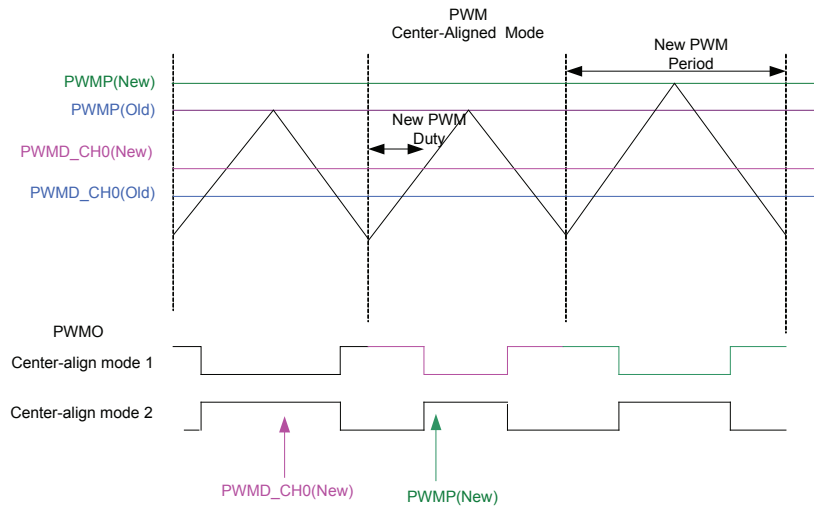 PWM
Center-Aligned Mode
New PWM
Period
PWMP(New)
PWMP(Old)
New PWM
Duty
PWMD_CH0(New)
PWMD_CH0(Old)
PWMO
Center-align mode 1
Center-align mode 2
PWMD_CH0(New)
PWMP(New)